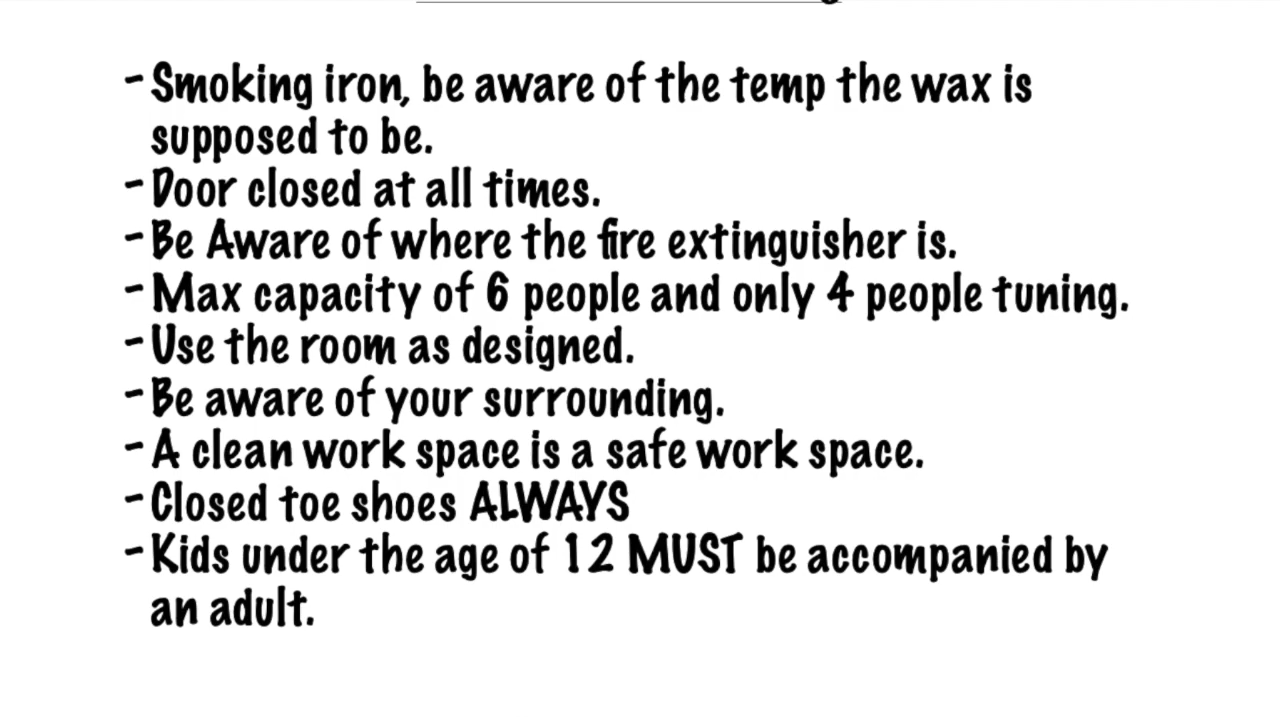 - Smoking iron, be aware of the temp the wax is
supposed to be.
- Door closed at all times.
- Be Aware of where the fire extinguisher is.
- Max capacity of 6 people and only 4 people tuning.
- Use the room as designed.
- Be aware of your surrounding.
- A clean work space is a safe work space.
- Closed toe shoes ALWAYS
- Kids under the age of 12 MUST be accompanied by
an adult.